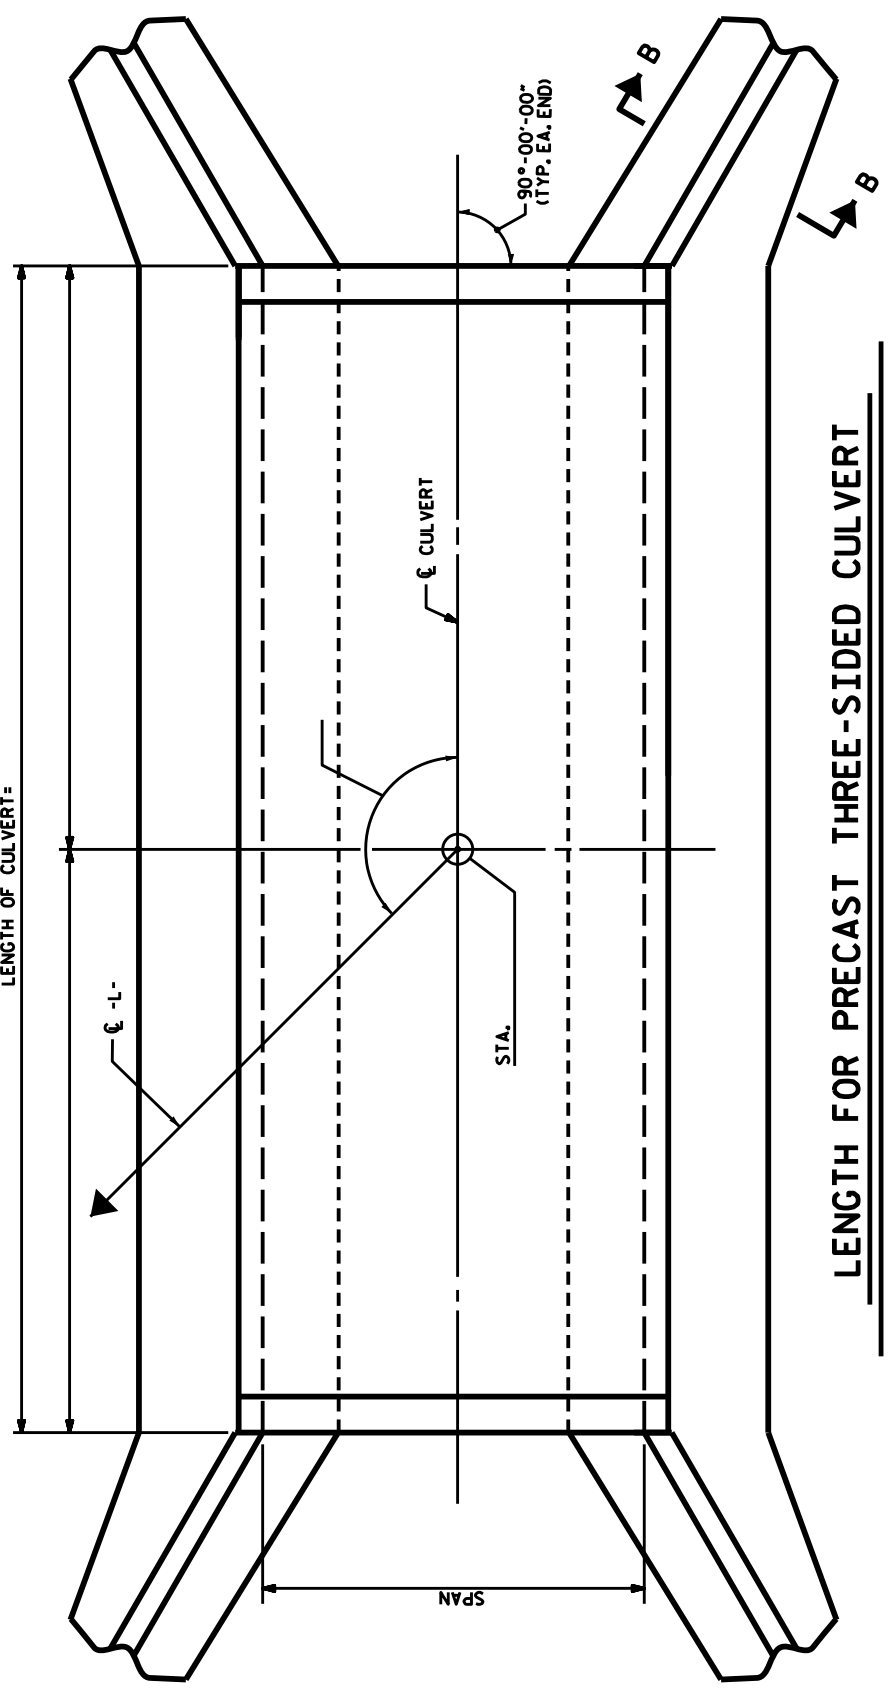 LENGTH OF CULVERT=
℄ -L-
℄ CULVERT
STA.
90°-00'-00"
(TYP. EA. END)
B
B
SPAN
LENGTH FOR PRECAST THREE-SIDED CULVERT